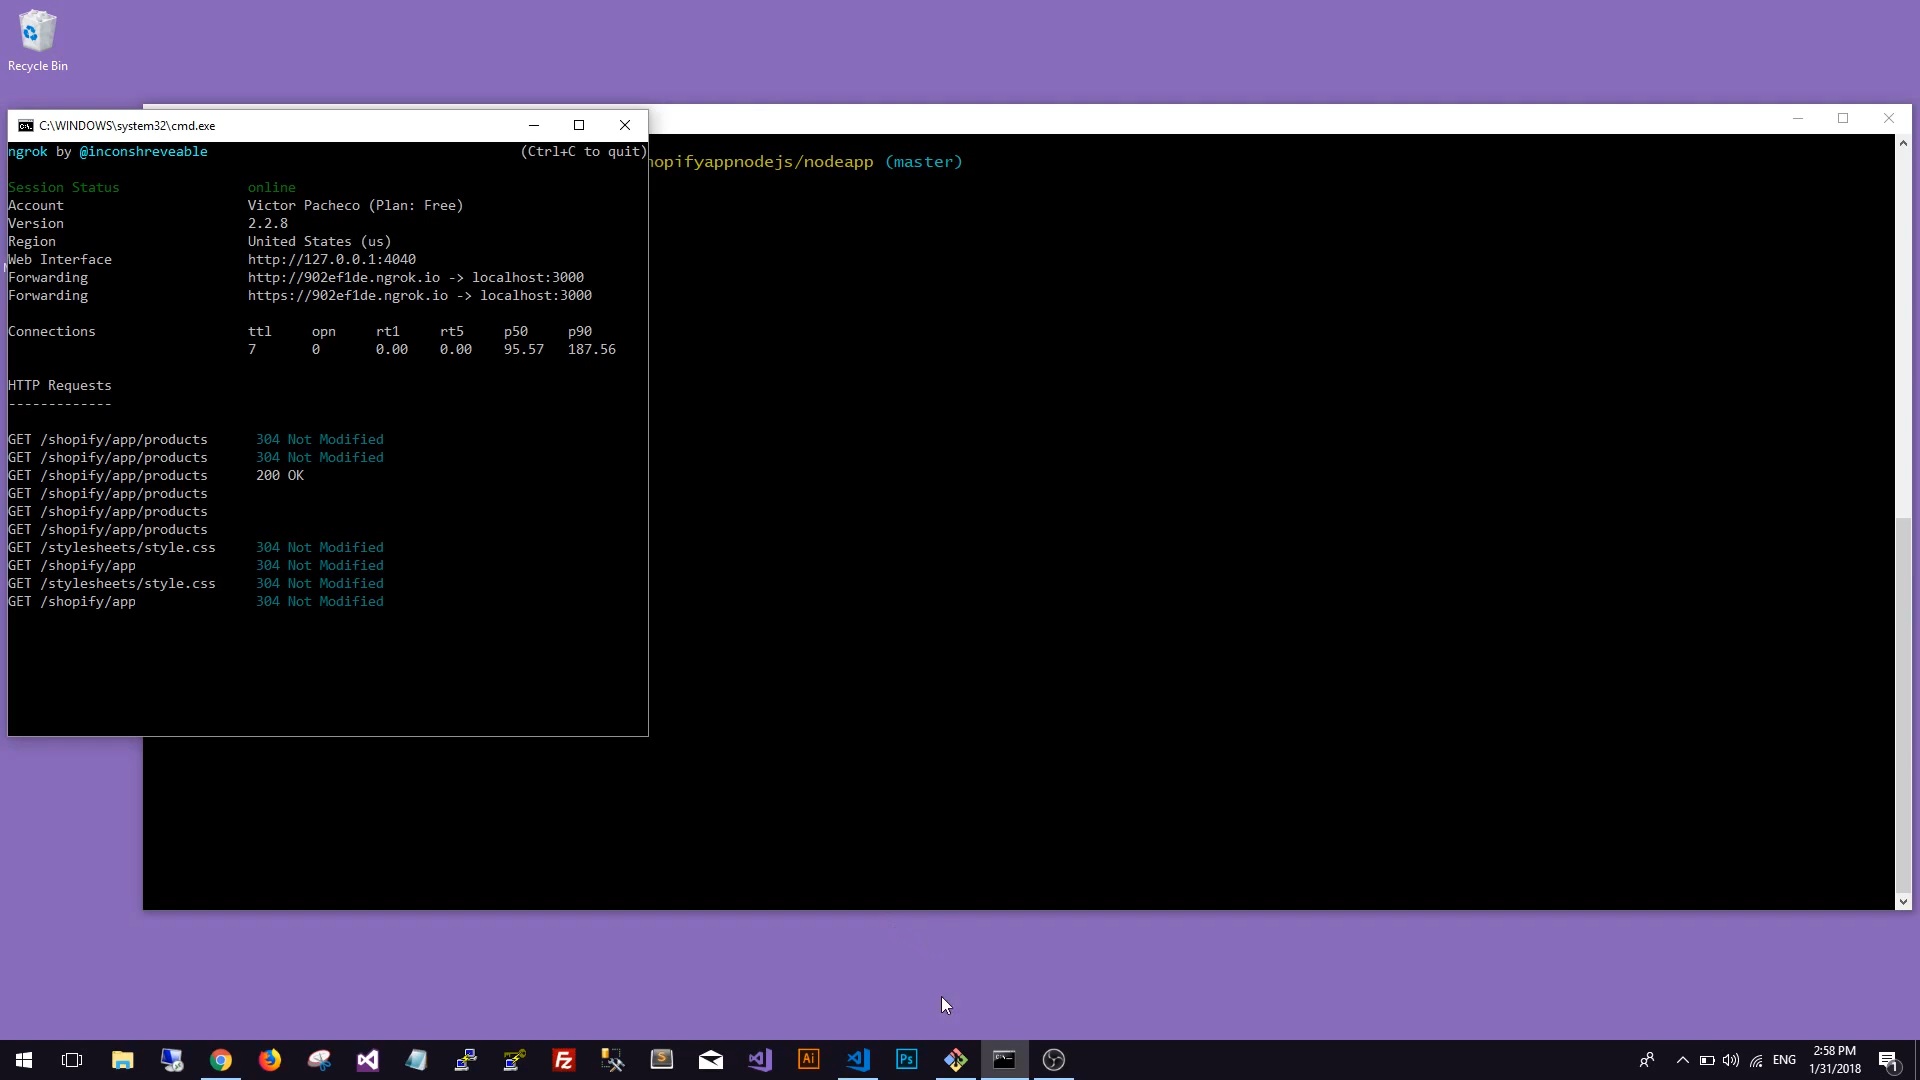 Recycle Bin
C:\WINDOWS\system32\cmd.exe
ngrok by @inconshreveable (Ctrl+C to quit)
Session Status online
Account Victor Pacheco (Plan: Free)
Version 2.2.8
Region United States (us)
Web Interface http://127.0.0.1:4040
Forwarding http://902ef1de.ngrok.io -> localhost:3000
Forwarding https://902ef1de.ngrok.io -> localhost:3000
Connections ttl opn rt1 rt5 p50 p90
7 0 0.00 0.00 95.57 187.56
HTTP Requests
-------------
GET /shopify/app/products 304 Not Modified
GET /shopify/app/products 304 Not Modified
GET /shopify/app/products 200 OK
GET /shopify/app/products
GET /shopify/app/products
GET /shopify/app/products
GET /stylesheets/style.css 304 Not Modified
GET /shopify/app 304 Not Modified
GET /stylesheets/style.css 304 Not Modified
GET /shopify/app 304 Not Modified
hopifyappnodejs/nodeapp (master)
Ai
Ps
Fz
S
ENG
2:58 PM
1/31/2018
1